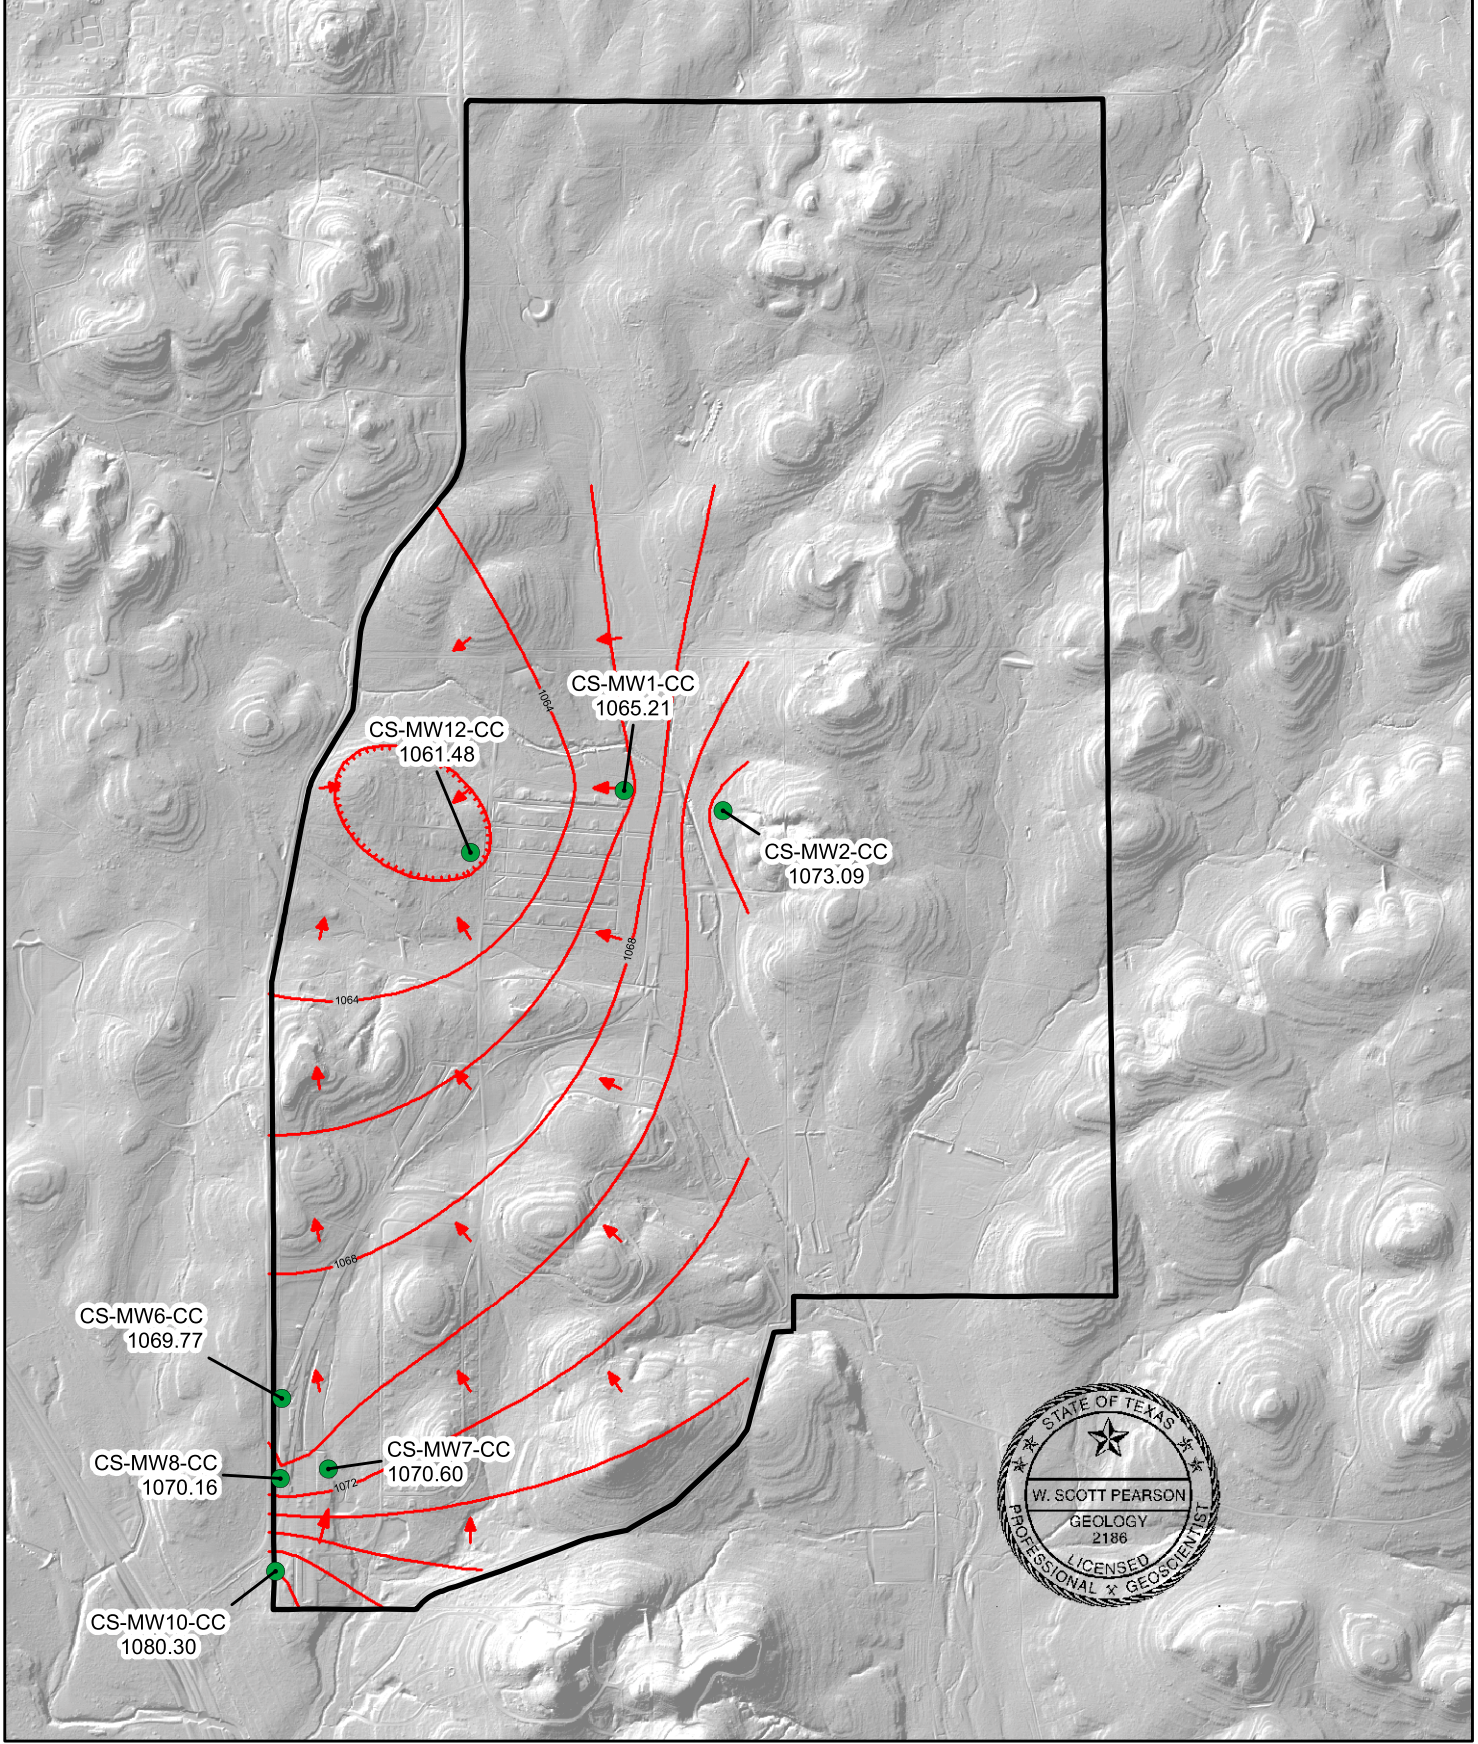 CS-MW1-CC
1065.21
1064
CS-MW12-CC
1061.48
CS-MW2-CC
1073.09
1068
1064
1068
CS-MW6-CC
1069.77
CS-MW7-CC
1070.60
CS-MW8-CC
1070.16
1072
CS-MW10-CC
1080.30
STATE OF TEXAS
W. SCOTT PEARSON
GEOLOGY
2186
LICENSED
PROFESSIONAL GEOSCIENTIST